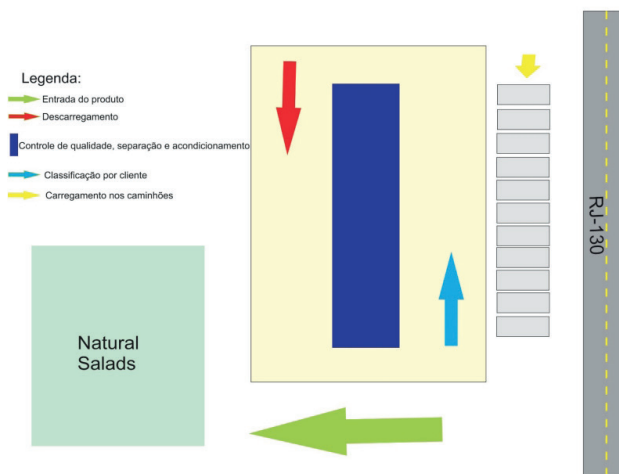 Legenda:
Entrada do produto
Descarregamento
Controle de qualidade, separação e acondicionamento
Classificação por cliente
Carregamento nos caminhões
Natural
Salads
RJ-130